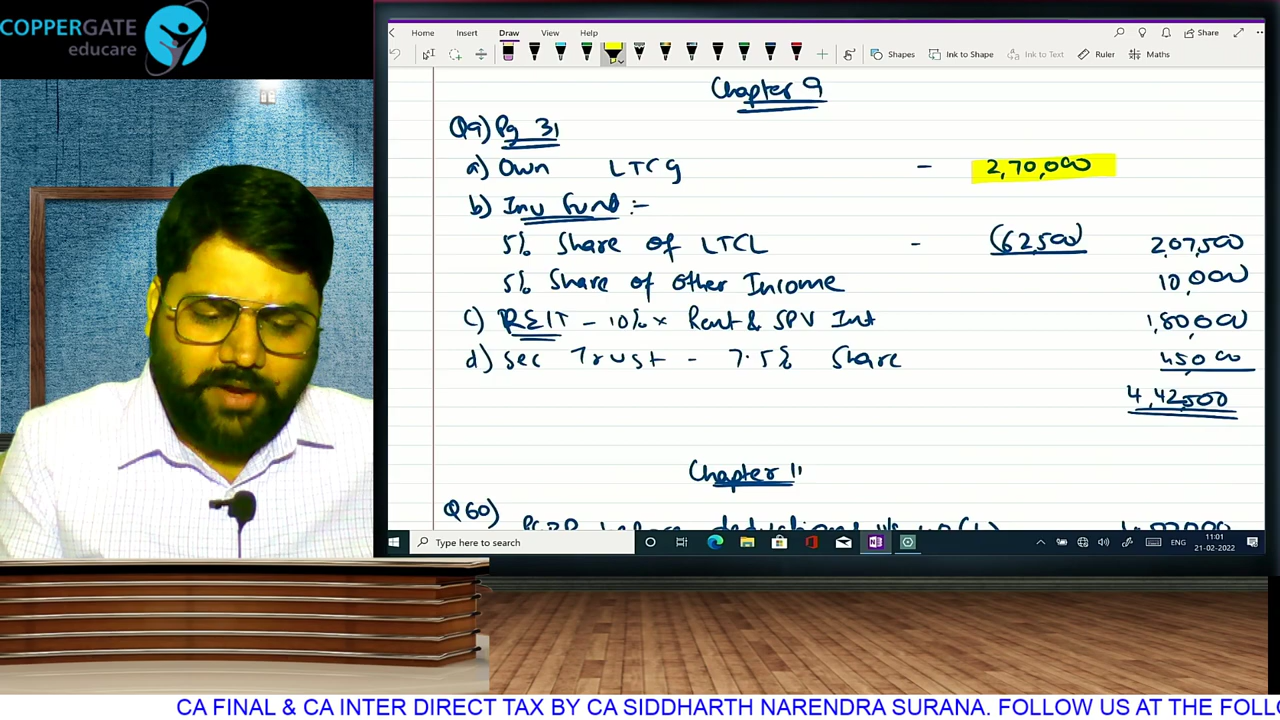 COPPERGATE
educare
Home Insert Draw View Help Share
Shapes Ink to Shape Ink to Text Ruler Maths
Chapter 9
Q9) Pg 31
a) Own LTCG - 2,70,000
b) Inv Fund :-
5% Share of LTCL - (62,500) 2,07,500
5% Share of Other Income 10,000
c) REIT - 10% x Rent & SPV Int 1,80,000
d) Sec Trust - 7.5% Share 45,000
4,42,500
Chapter 11
Q60)
Type here to search
ENG
11:01
21-02-2022
CA FINAL & CA INTER DIRECT TAX BY CA SIDDHARTH NARENDRA SURANA. FOLLOW US AT THE FOLLO